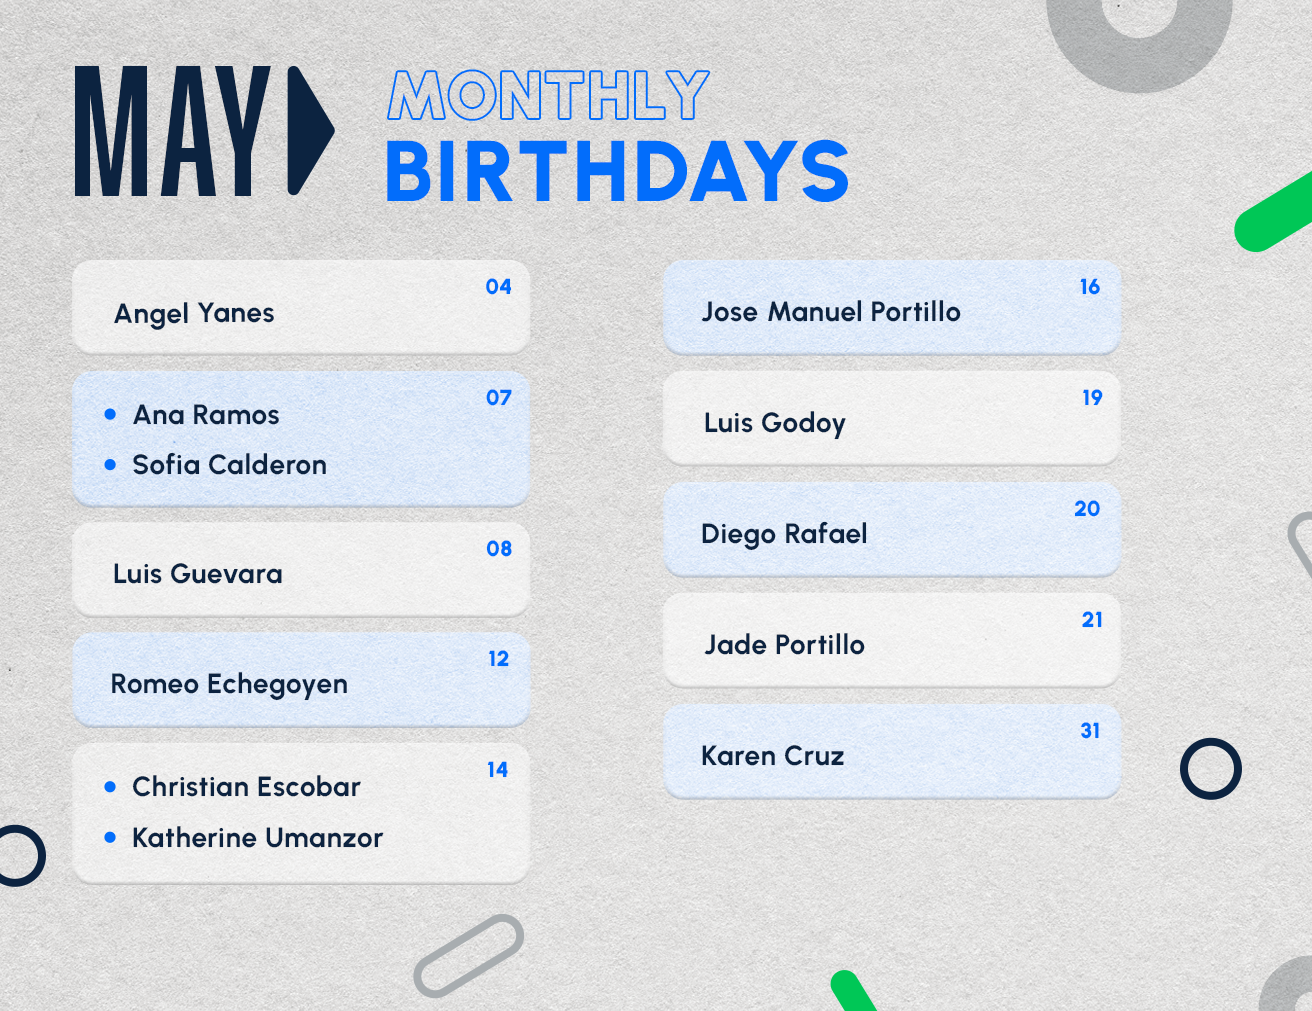 MAY
MONTHLY
BIRTHDAYS
04
Angel Yanes
07
Ana Ramos
Sofia Calderon
08
Luis Guevara
12
Romeo Echegoyen
14
Christian Escobar
Katherine Umanzor
16
Jose Manuel Portillo
19
Luis Godoy
20
Diego Rafael
21
Jade Portillo
31
Karen Cruz